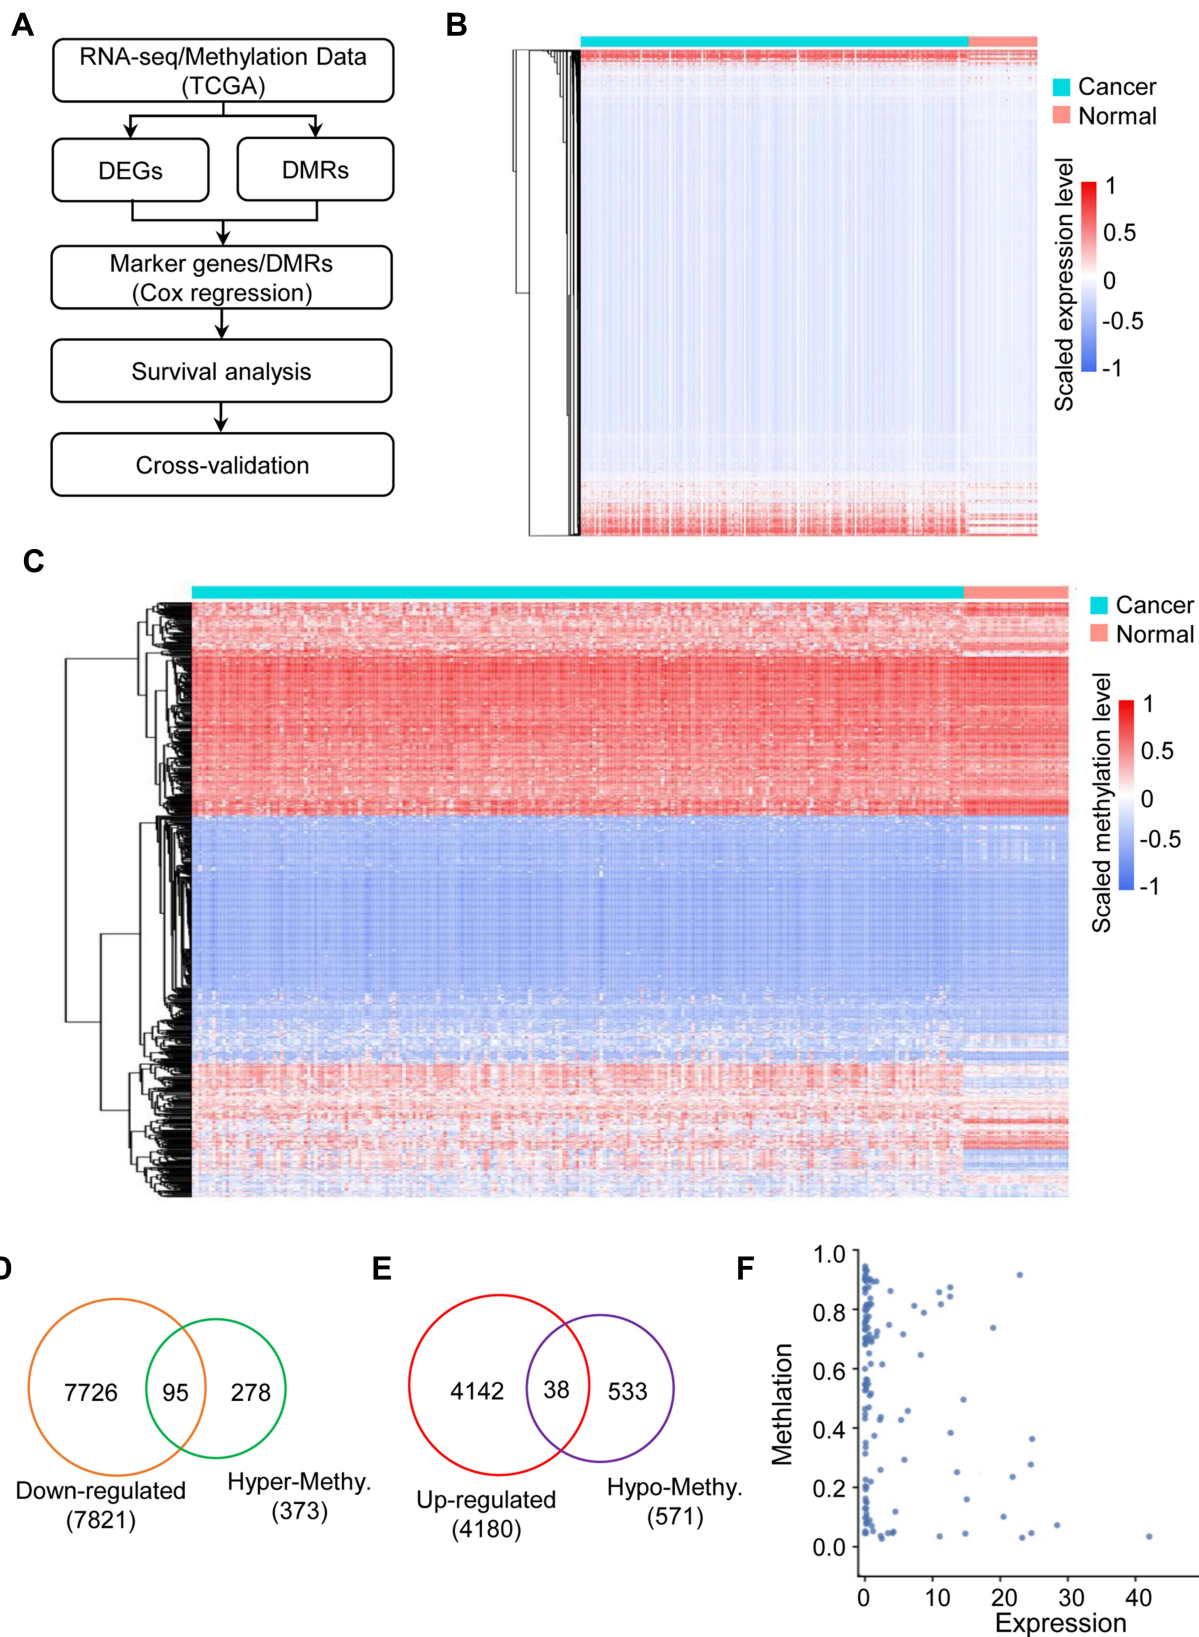 A
RNA-seq/Methylation Data
(TCGA)
DEGs
DMRs
Marker genes/DMRs
(Cox regression)
Survival analysis
Cross-validation
B
Cancer
Normal
Scaled expression level
1
0.5
0
-0.5
-1
C
Cancer
Normal
Scaled methylation level
1
0.5
0
-0.5
-1
D
7726
95
278
Down-regulated
(7821)
Hyper-Methy.
(373)
E
4142
38
533
Up-regulated
(4180)
Hypo-Methy.
(571)
F
Methlation
1.0
0.8
0.6
0.4
0.2
0.0
0
10
20
30
40
Expression